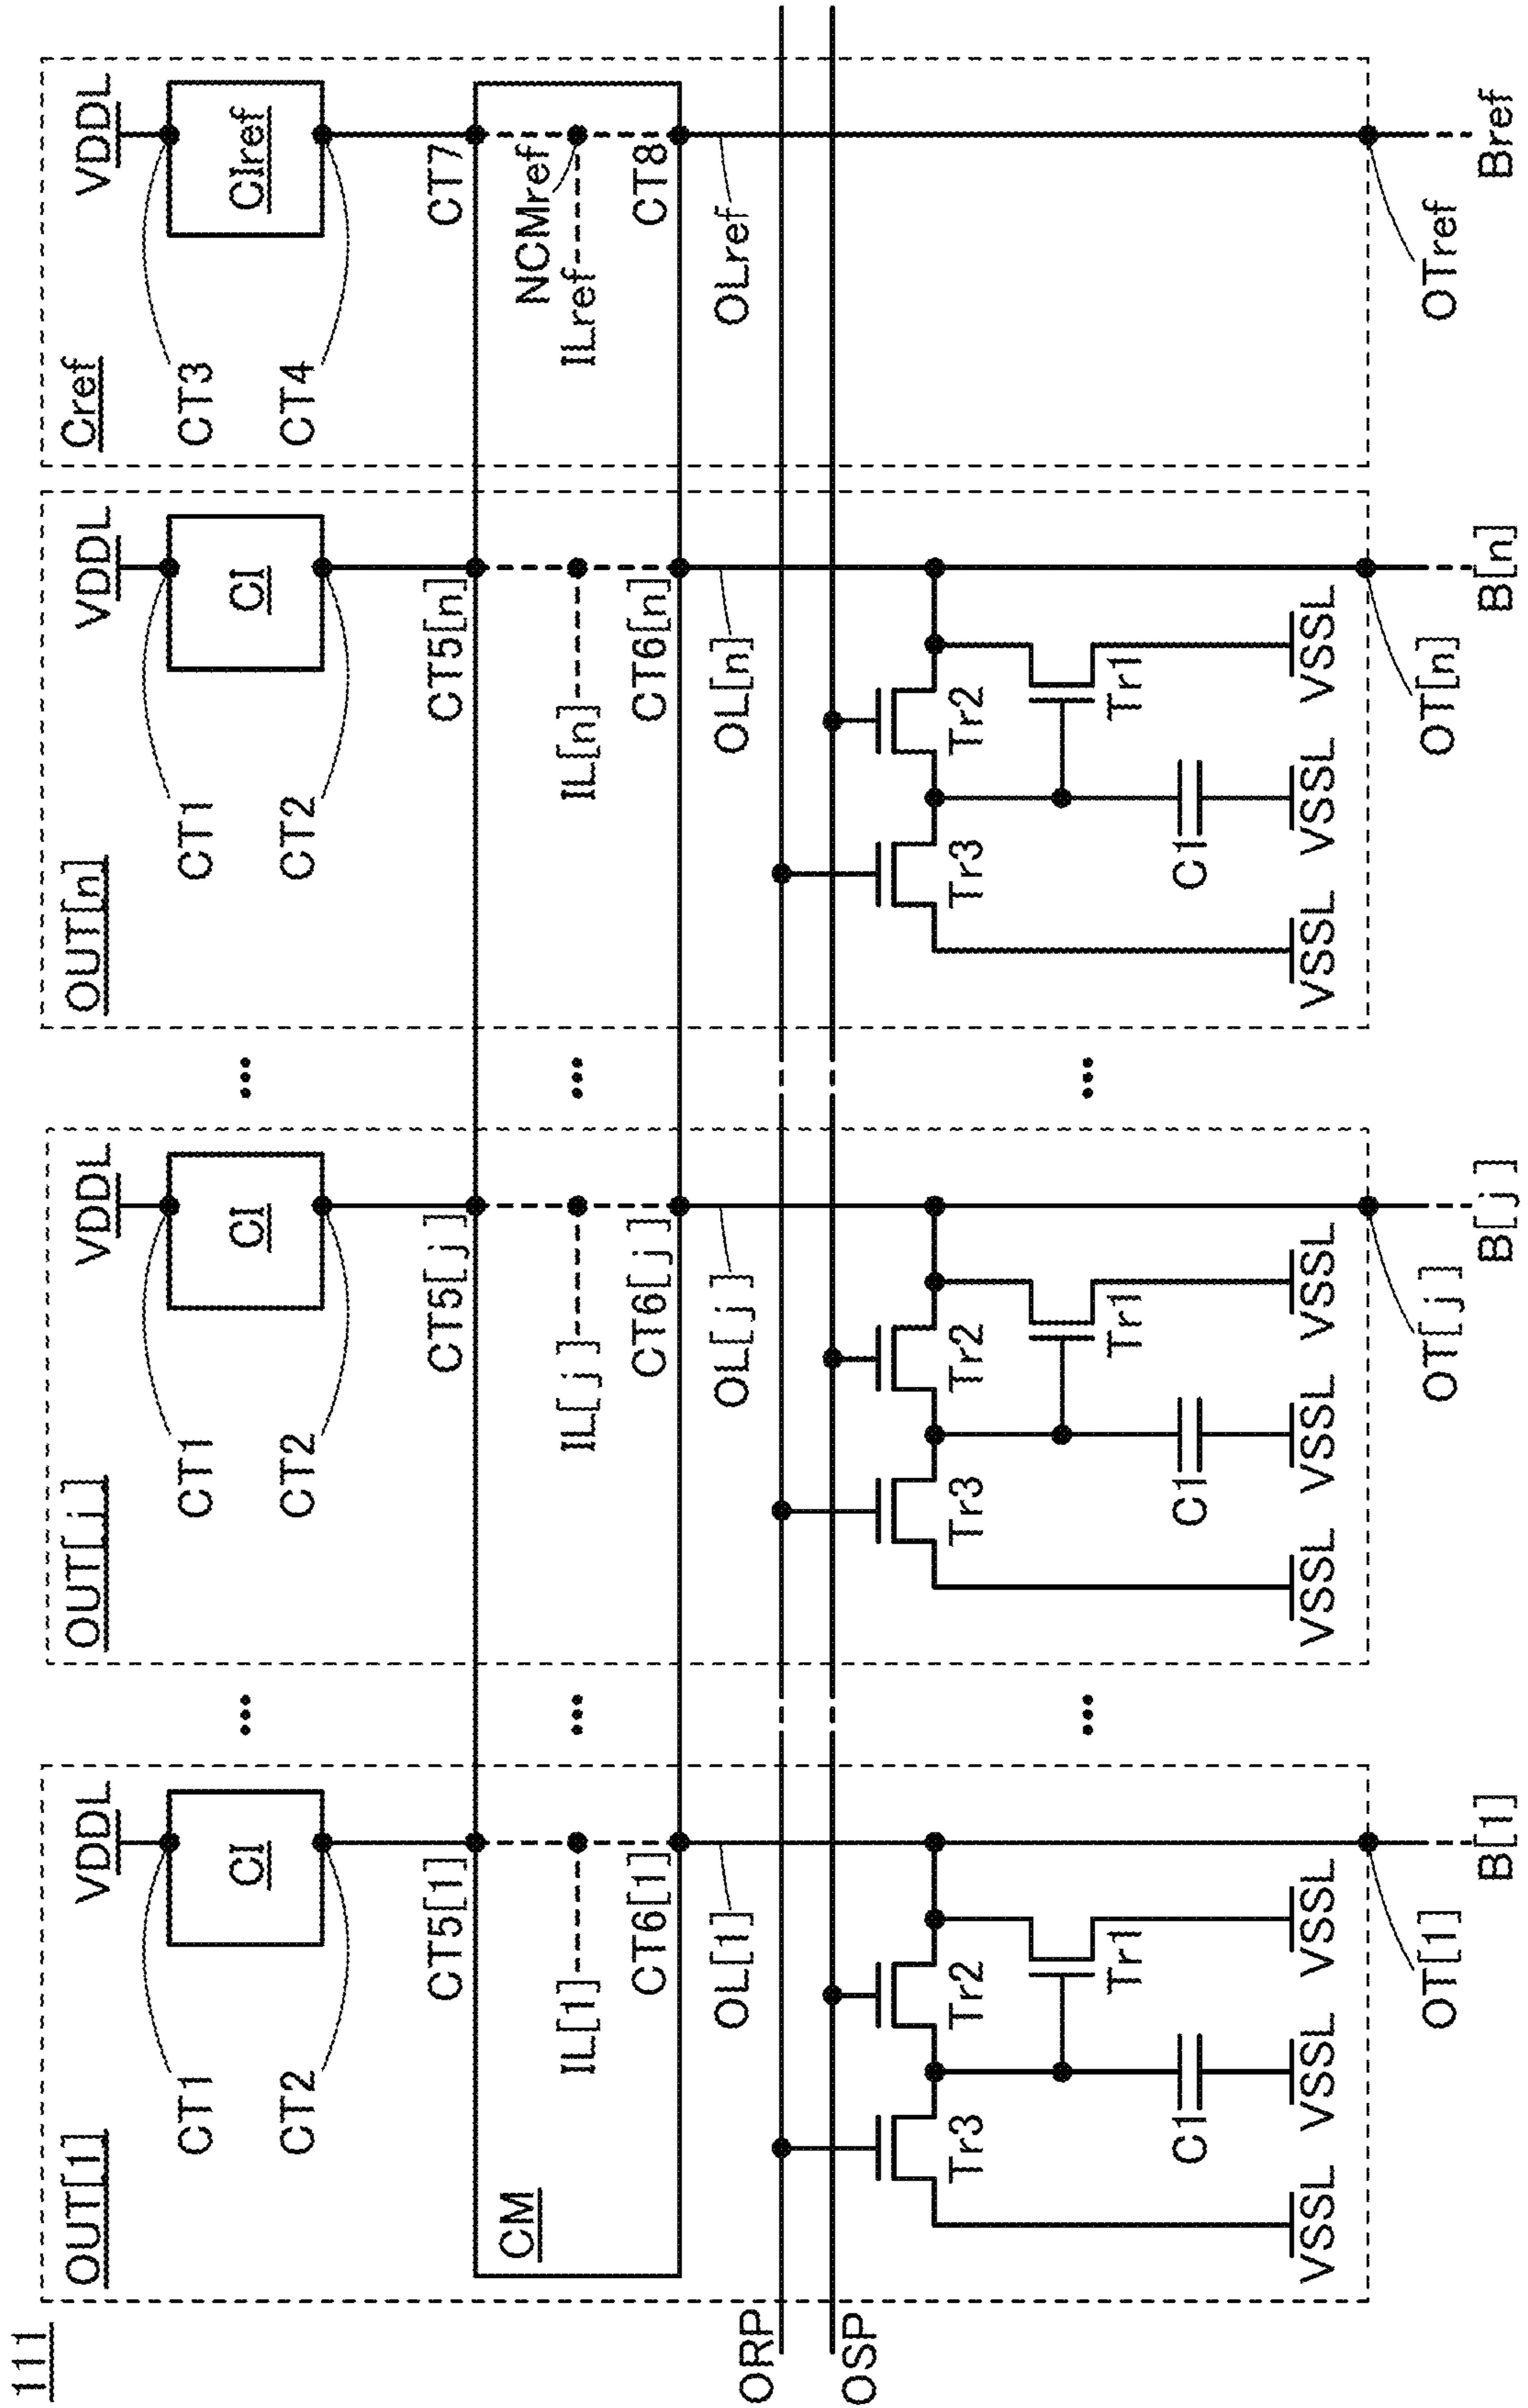 111
OUT[1]
OUT[j]
OUT[n]
Cref
VDDL
VDDL
VDDL
VDDL
CT1
CI
CT1
CI
CT1
CI
CT3
CIref
CT2
CT2
CT2
CT4
...
...
CT5[1]
CT5[j]
CT5[n]
CT7
CM
IL[1]
...
IL[j]
...
IL[n]
NCMref
ILref
CT6[1]
CT6[j]
CT6[n]
CT8
OL[1]
OL[j]
OL[n]
OLref
ORP
OSP
Tr3
Tr2
Tr3
Tr2
Tr3
Tr2
Tr1
...
Tr1
...
Tr1
C1
C1
C1
VSSL
VSSL
VSSL
VSSL
VSSL
VSSL
VSSL
VSSL
VSSL
OT[1]
OT[j]
OT[n]
OTref
B[1]
B[j]
B[n]
Bref